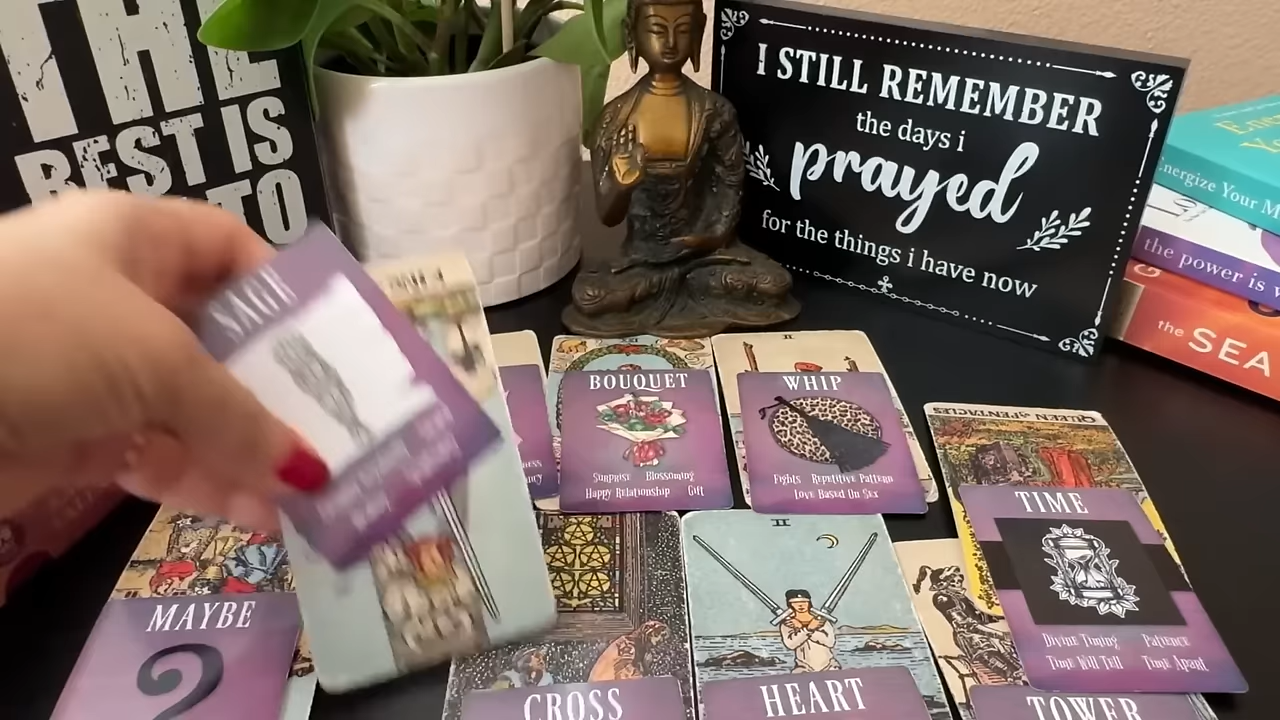 THE
BEST IS
TO
I STILL REMEMBER
the days i
prayed
for the things i have now
Energize Your M
the power is
the SEA
SAGE
BOUQUET
Surprise Blossoming
Happy Relationship Gift
II
WHIP
Fights Repetitive Pattern
Love Based On Sex
QUEEN of PENTACLES
TIME
Divine Timing Patience
Time Will Tell Time Apart
MAYBE
?
CROSS
II
HEART
TOWER